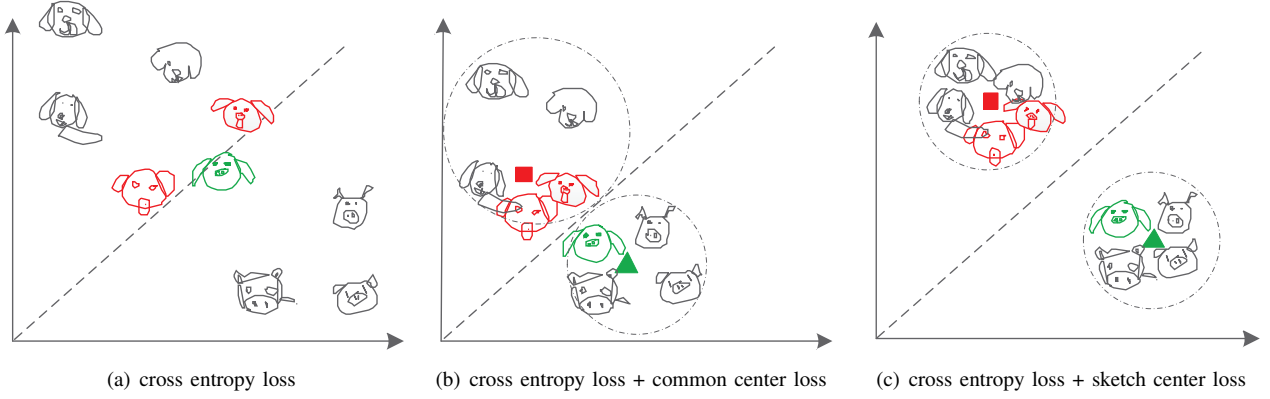 (a) cross entropy loss
(b) cross entropy loss + common center loss
(c) cross entropy loss + sketch center loss